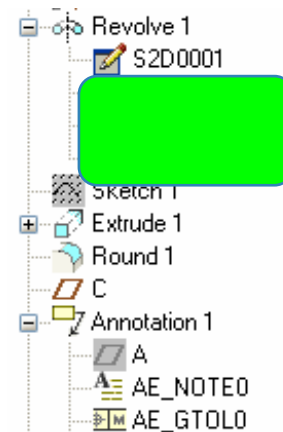 Revolve 1
S2D0001
Sketch 1
Extrude 1
Round 1
C
Annotation 1
A
AE_NOTE0
AE_GTOL0